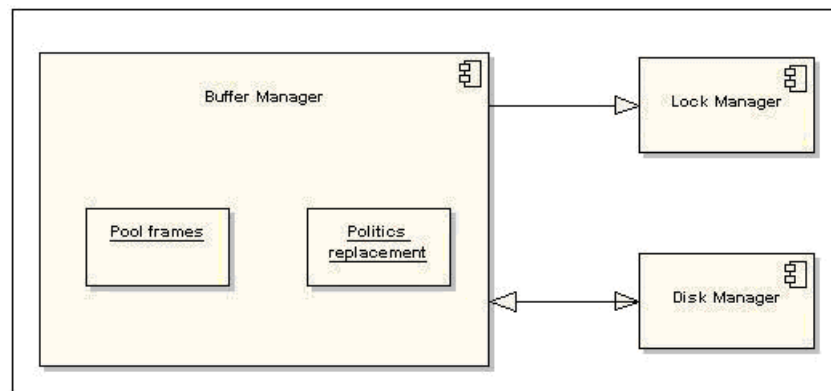 Buffer Manager
Lock Manager
Pool frames
Politics
replacement
Disk Manager